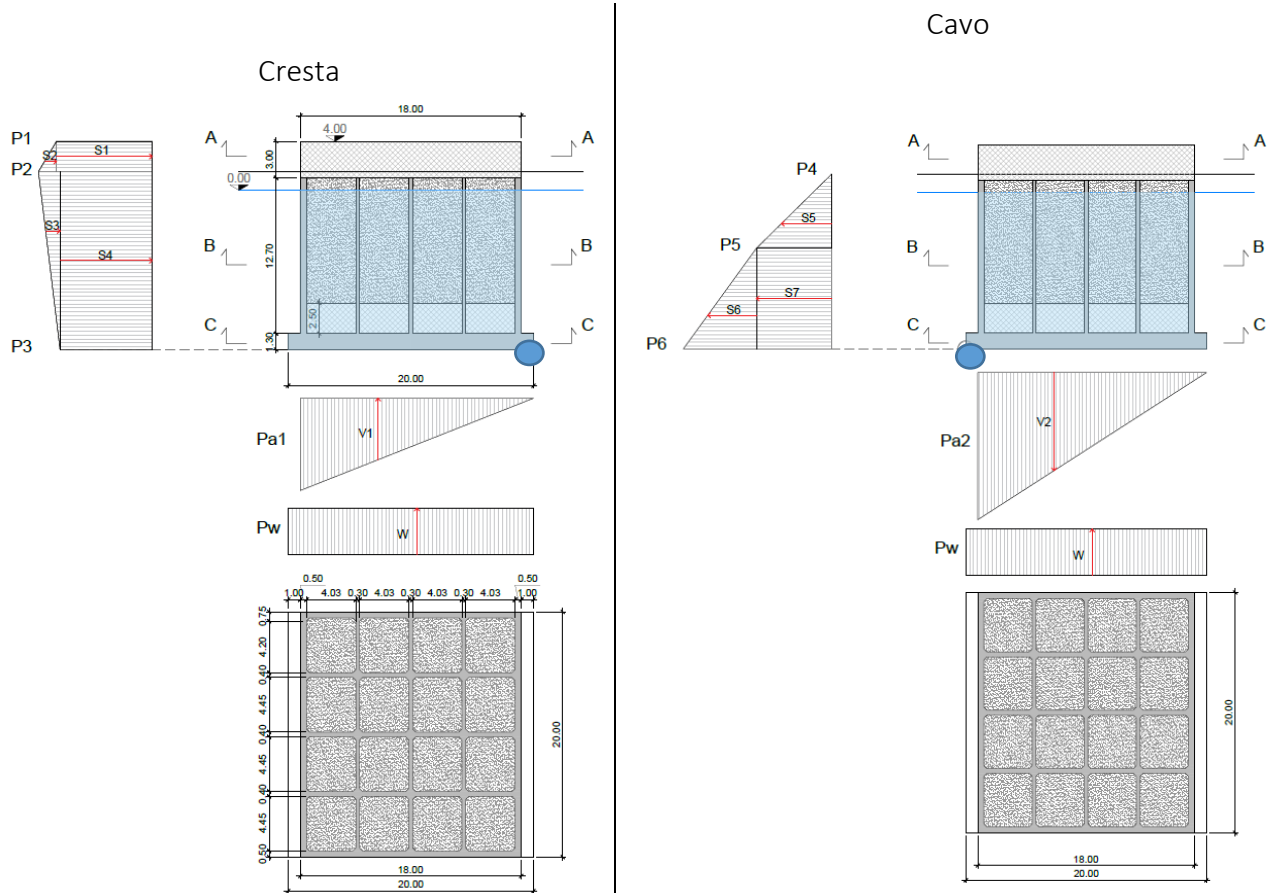 Cavo
Cresta
18.00
P1
A
4.00
A
S1
S2
P2
3.00
0.00
S3
S4
B
B
12.70
2.50
C
C
1.30
P3
20.00
Pa1
V1
Pw
W
0.50
0.50
1.00
4.03
0.30
4.03
0.30
4.03
0.30
4.03
1.00
0.75
4.20
0.40
4.45
0.40
4.45
0.40
4.45
0.50
20.00
18.00
20.00
A
A
P4
S5
P5
B
B
S7
S6
C
C
P6
Pa2
V2
Pw
W
20.00
18.00
20.00